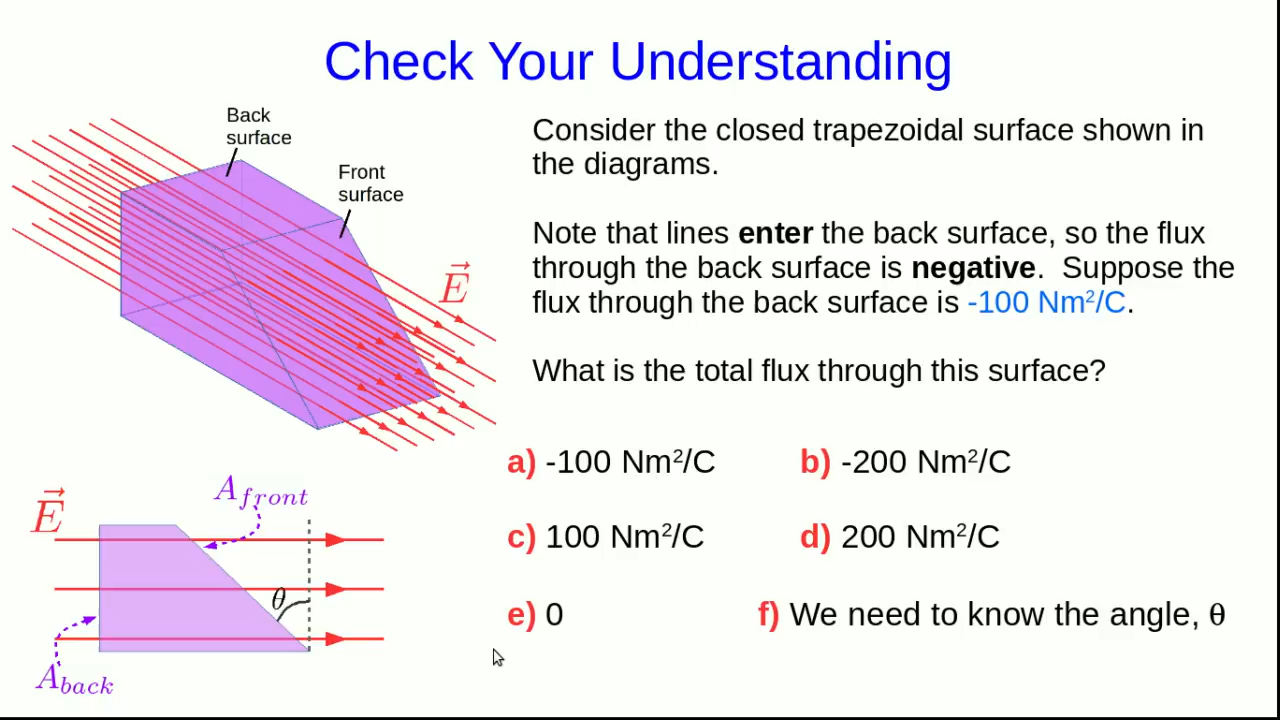 Check Your Understanding
Back
surface
Front
surface
E
Consider the closed trapezoidal surface shown in
the diagrams.
Note that lines enter the back surface, so the flux
through the back surface is negative. Suppose the
flux through the back surface is -100 Nm²/C.
What is the total flux through this surface?
a) -100 Nm²/C
b) -200 Nm²/C
c) 100 Nm²/C
d) 200 Nm²/C
e) 0
f) We need to know the angle, θ
E
A_front
θ
A_back